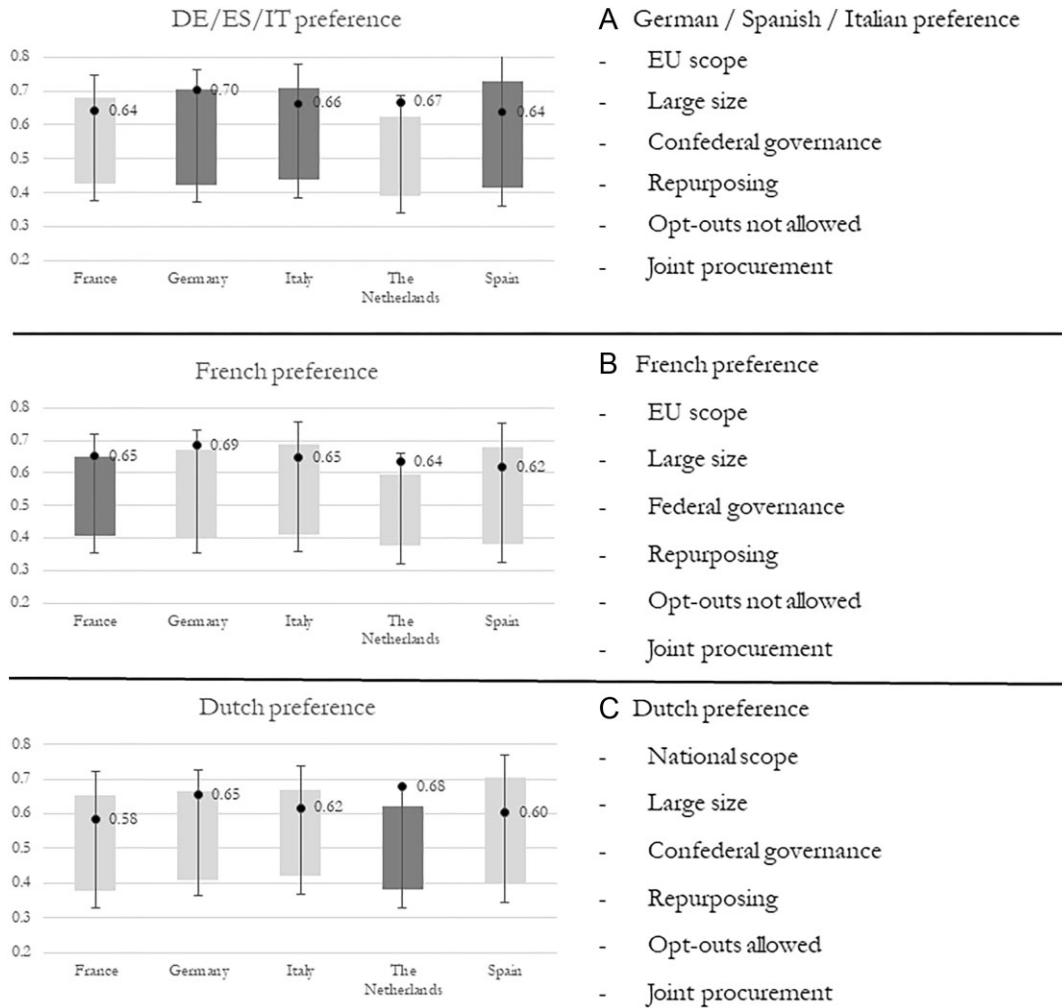 DE/ES/IT preference
0.8
0.7
0.6
0.5
0.4
0.3
0.2
0.64
0.70
0.66
0.67
0.64
France
Germany
Italy
The
Netherlands
Spain
A German / Spanish / Italian preference
- EU scope
- Large size
- Confederal governance
- Repurposing
- Opt-outs not allowed
- Joint procurement
French preference
0.8
0.7
0.6
0.5
0.4
0.3
0.2
0.65
0.69
0.65
0.64
0.62
France
Germany
Italy
The
Netherlands
Spain
B French preference
- EU scope
- Large size
- Federal governance
- Repurposing
- Opt-outs not allowed
- Joint procurement
Dutch preference
0.8
0.7
0.6
0.5
0.4
0.3
0.2
0.58
0.65
0.62
0.68
0.60
France
Germany
Italy
The
Netherlands
Spain
C Dutch preference
- National scope
- Large size
- Confederal governance
- Repurposing
- Opt-outs allowed
- Joint procurement